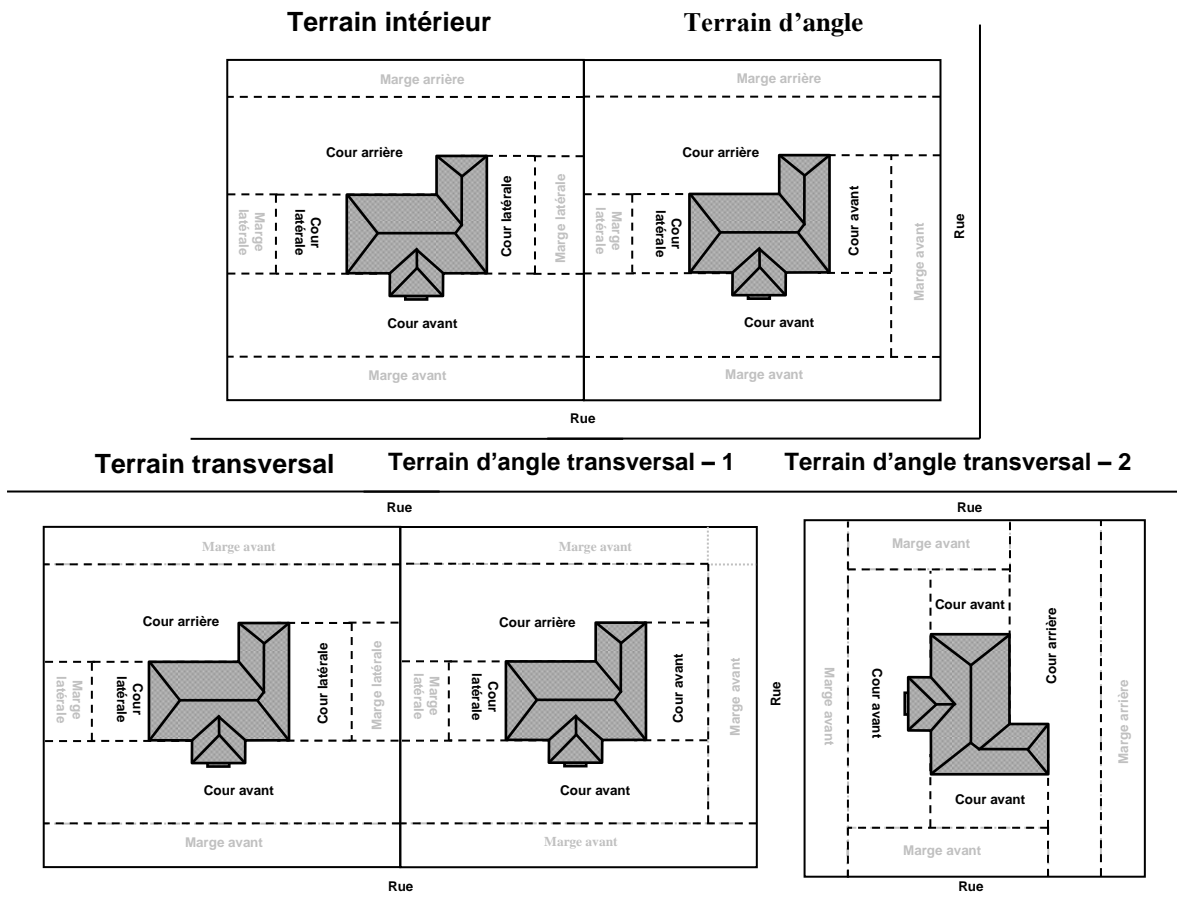 Terrain intérieur
Terrain d'angle
Marge arrière
Marge arrière
Cour arrière
Cour arrière
Marge
latérale
Cour
latérale
Cour latérale
Marge latérale
Marge
latérale
Cour
latérale
Cour avant
Marge avant
Rue
Cour avant
Cour avant
Marge avant
Marge avant
Rue
Terrain transversal
Terrain d'angle transversal – 1
Terrain d'angle transversal – 2
Rue
Rue
Marge avant
Marge avant
Cour arrière
Cour arrière
Marge
latérale
Cour
latérale
Cour latérale
Marge latérale
Marge
latérale
Cour
latérale
Cour avant
Marge avant
Rue
Cour avant
Cour avant
Marge avant
Marge avant
Rue
Marge avant
Cour avant
Marge avant
Cour avant
Cour arrière
Marge arrière
Cour avant
Marge avant
Rue